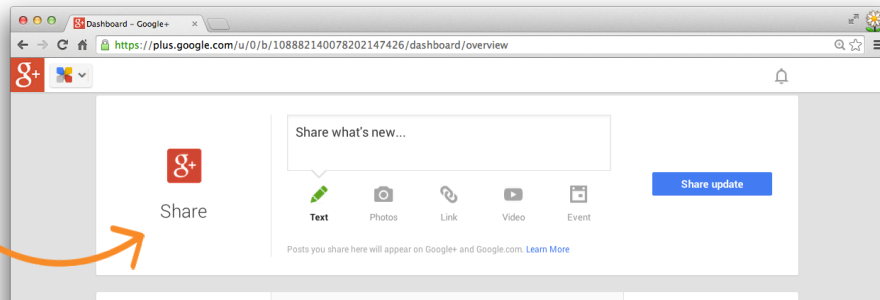 Dashboard – Google+
https://plus.google.com/u/0/b/108882140078202147426/dashboard/overview
g+
Share what's new...
g+
Share update
Share
Text Photos Link Video Event
Posts you share here will appear on Google+ and Google.com. Learn More